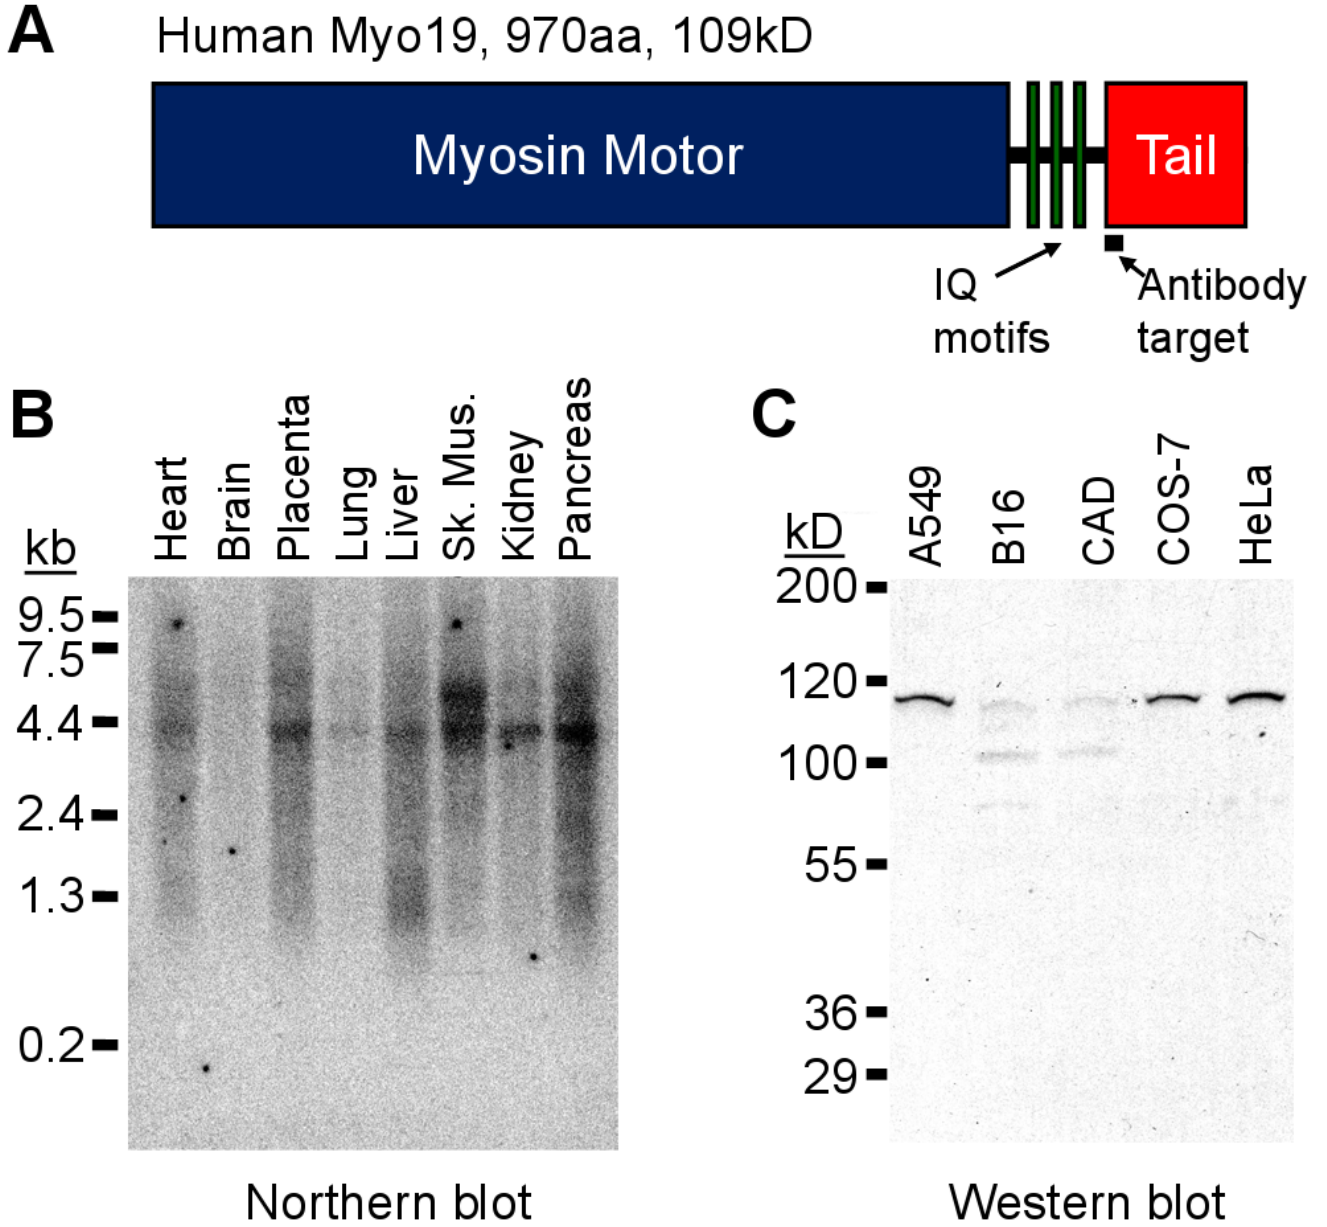 A
Human Myo19, 970aa, 109kD
Myosin Motor
Tail
IQ
motifs
Antibody
target
B
Heart
Brain
Placenta
Lung
Liver
Sk. Mus.
Kidney
Pancreas
kb
9.5
7.5
4.4
2.4
1.3
0.2
Northern blot
C
A549
B16
CAD
COS-7
HeLa
kD
200
120
100
55
36
29
Western blot